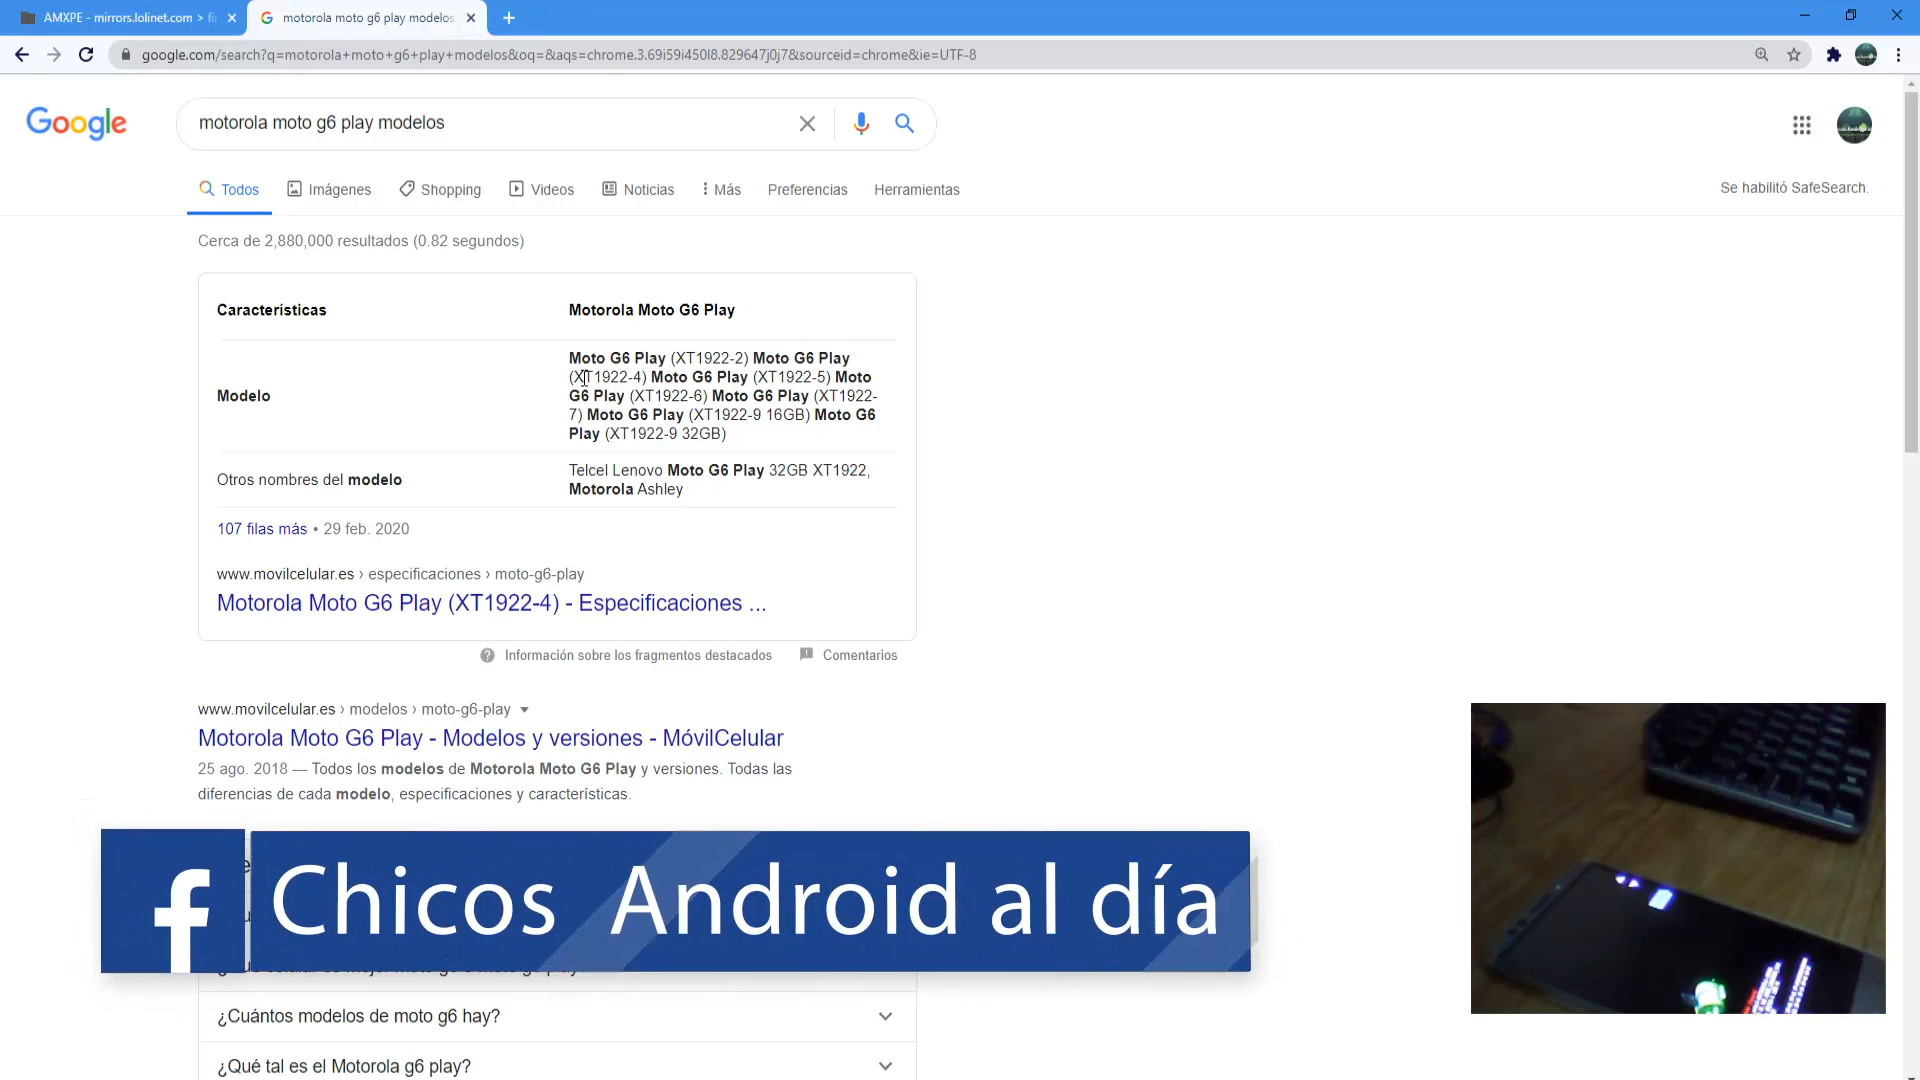 AMXPE - mirrors.lolinet.com > fi
motorola moto g6 play modelos
google.com/search?q=motorola+moto+g6+play+modelos&oq=&aqs=chrome.3.69i59i450l8.829647j0j7&sourceid=chrome&ie=UTF-8
Google
motorola moto g6 play modelos
Todos Imágenes Shopping Videos Noticias Más Preferencias Herramientas
Se habilitó SafeSearch.
Cerca de 2,880,000 resultados (0.82 segundos)
Características Motorola Moto G6 Play
Modelo
Moto G6 Play (XT1922-2) Moto G6 Play
(XT1922-4) Moto G6 Play (XT1922-5) Moto
G6 Play (XT1922-6) Moto G6 Play (XT1922-
7) Moto G6 Play (XT1922-9 16GB) Moto G6
Play (XT1922-9 32GB)
Otros nombres del modelo
Telcel Lenovo Moto G6 Play 32GB XT1922,
Motorola Ashley
107 filas más • 29 feb. 2020
www.movilcelular.es › especificaciones › moto-g6-play
Motorola Moto G6 Play (XT1922-4) - Especificaciones ...
Información sobre los fragmentos destacados Comentarios
www.movilcelular.es › modelos › moto-g6-play
Motorola Moto G6 Play - Modelos y versiones - MóvilCelular
25 ago. 2018 — Todos los modelos de Motorola Moto G6 Play y versiones. Todas las
diferencias de cada modelo, especificaciones y características.
f Chicos Android al día
¿Cuántos modelos de moto g6 hay?
¿Qué tal es el Motorola g6 play?